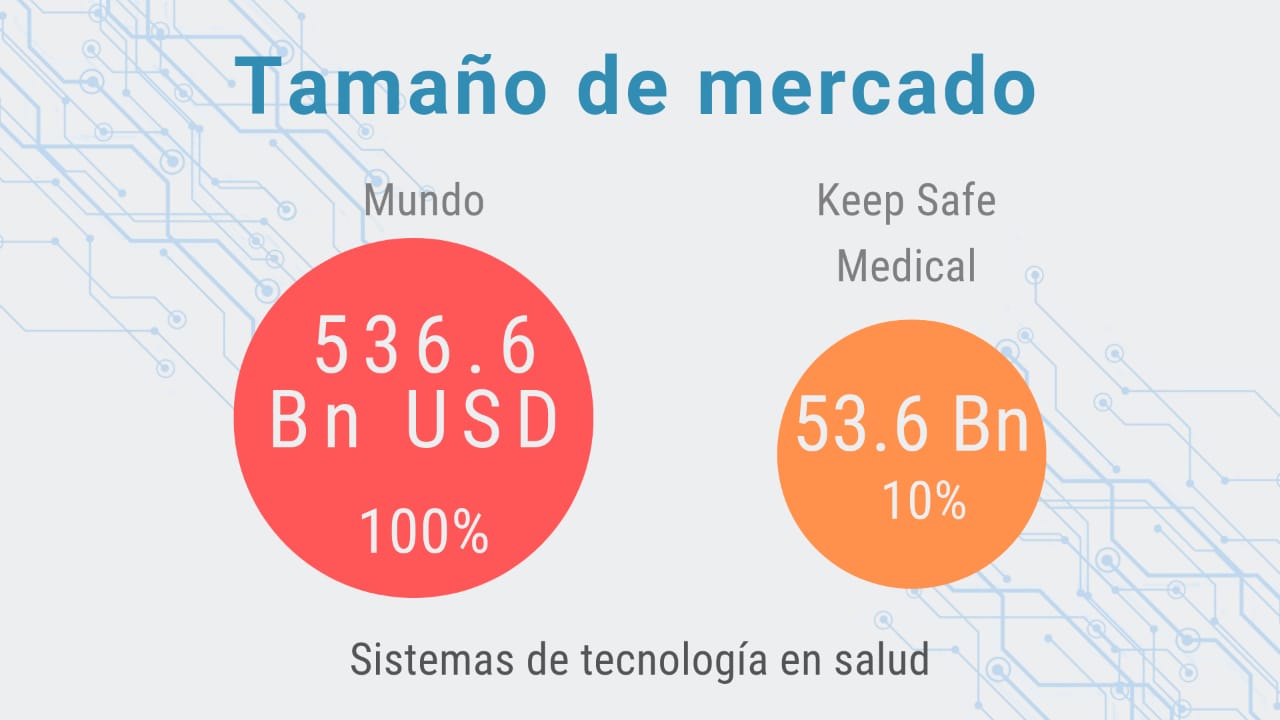 Tamaño de mercado
Mundo
536.6
Bn USD
100%
Keep Safe
Medical
53.6 Bn
10%
Sistemas de tecnología en salud